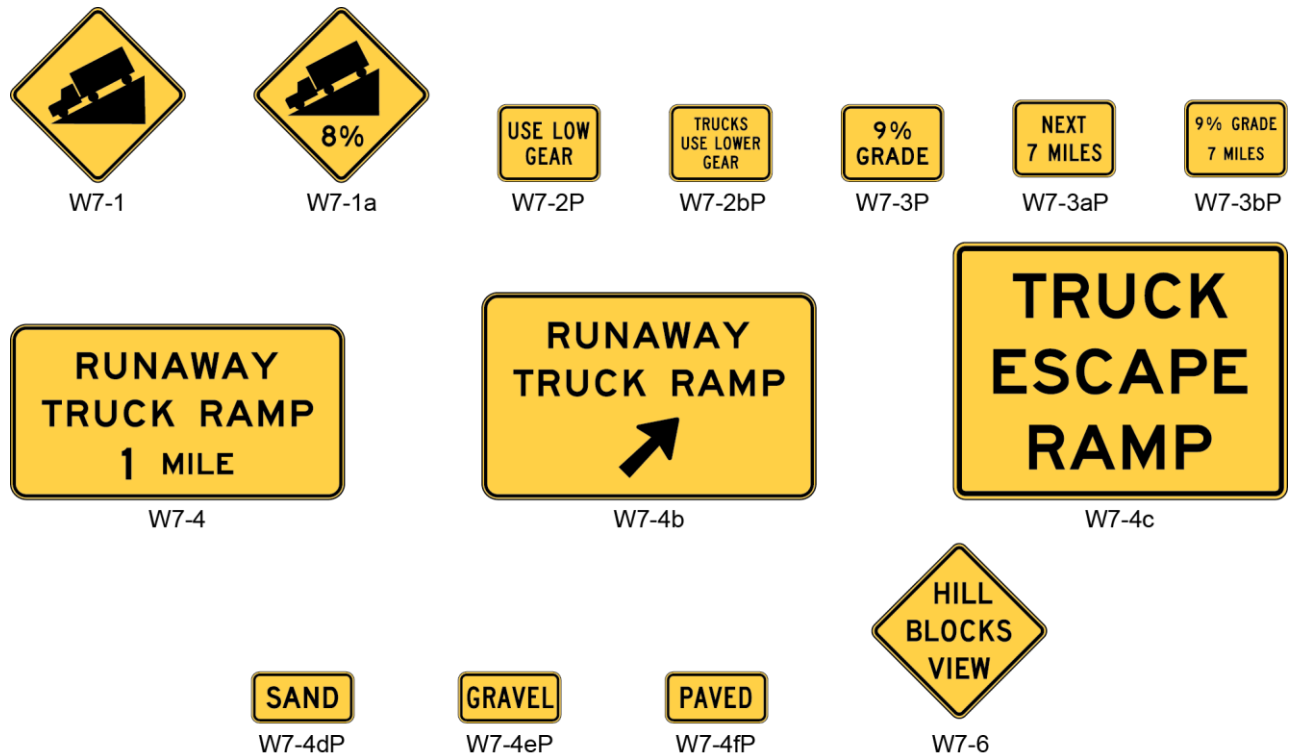 8%
W7-1
W7-1a
USE LOW
GEAR
W7-2P
TRUCKS
USE LOWER
GEAR
W7-2bP
9%
GRADE
W7-3P
NEXT
7 MILES
W7-3aP
9% GRADE
7 MILES
W7-3bP
RUNAWAY
TRUCK RAMP
1 MILE
W7-4
RUNAWAY
TRUCK RAMP
W7-4b
TRUCK
ESCAPE
RAMP
W7-4c
SAND
W7-4dP
GRAVEL
W7-4eP
PAVED
W7-4fP
HILL
BLOCKS
VIEW
W7-6